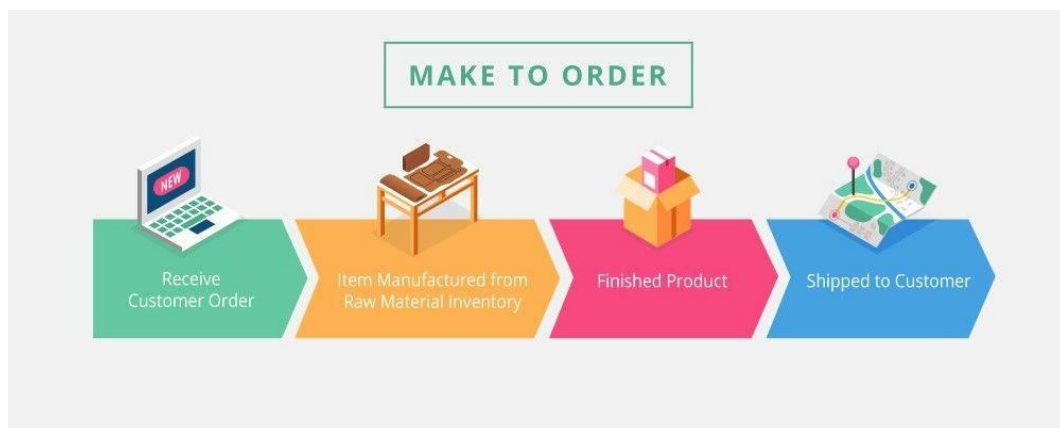 MAKE TO ORDER
NEW
Receive
Customer Order
Item Manufactured from
Raw Material Inventory
Finished Product
Shipped to Customer